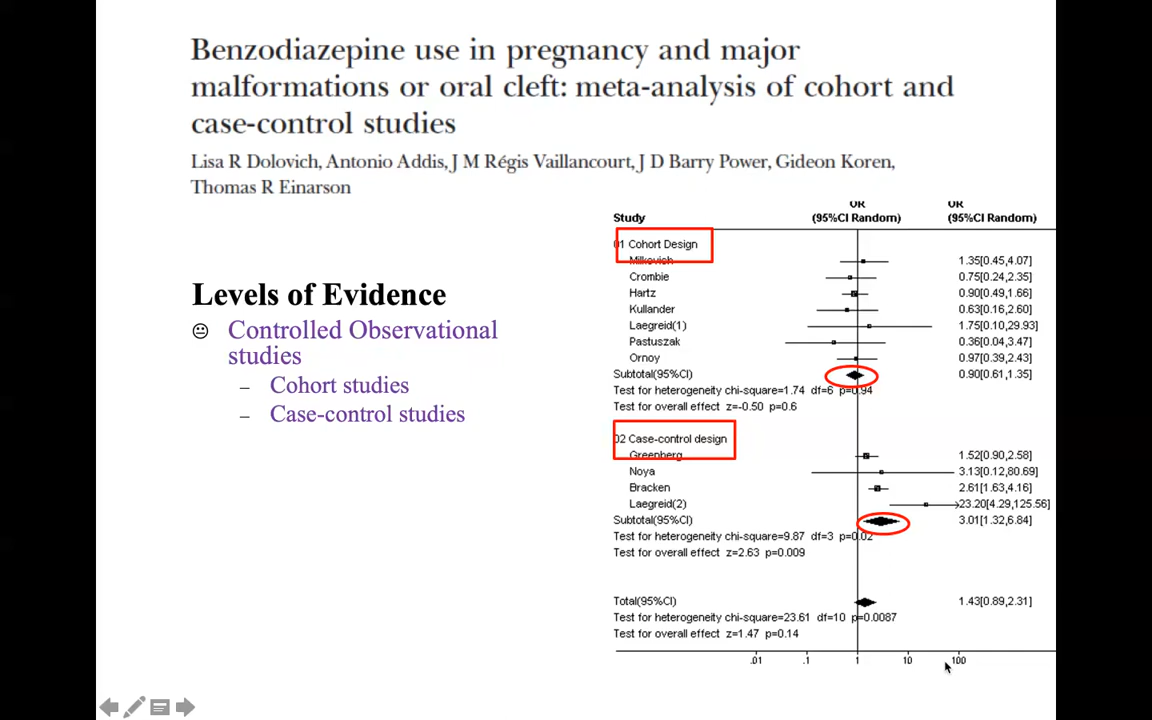 Benzodiazepine use in pregnancy and major
malformations or oral cleft: meta-analysis of cohort and
case-control studies
Lisa R Dolovich, Antonio Addis, J M Régis Vaillancourt, J D Barry Power, Gideon Koren,
Thomas R Einarson
Levels of Evidence
Controlled Observational
studies
– Cohort studies
– Case-control studies
OR OR
Study (95%CI Random) (95%CI Random)
01 Cohort Design
Milkovich 1.35[0.45,4.07]
Crombie 0.75[0.24,2.35]
Hartz 0.90[0.49,1.66]
Kullander 0.63[0.16,2.60]
Laegreid(1) 1.75[0.10,29.93]
Pastuszak 0.36[0.04,3.47]
Ornoy 0.97[0.39,2.43]
Subtotal(95%CI) 0.90[0.61,1.35]
Test for heterogeneity chi-square=1.74 df=6 p=0.94
Test for overall effect z=-0.50 p=0.6
02 Case-control design
Greenberg 1.52[0.90,2.58]
Noya 3.13[0.12,80.69]
Bracken 2.61[1.63,4.16]
Laegreid(2) 23.20[4.29,125.56]
Subtotal(95%CI) 3.01[1.32,6.84]
Test for heterogeneity chi-square=9.87 df=3 p=0.02
Test for overall effect z=2.63 p=0.009
Total(95%CI) 1.43[0.89,2.31]
Test for heterogeneity chi-square=23.61 df=10 p=0.0087
Test for overall effect z=1.47 p=0.14
.01 .1 1 10 100